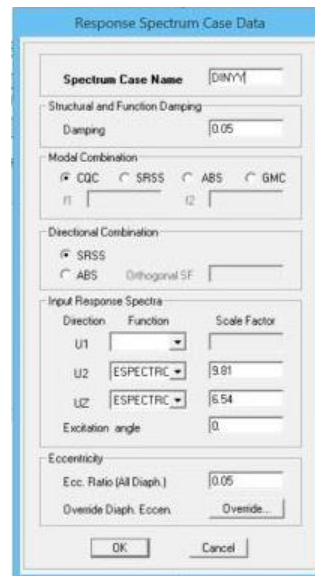 Response Spectrum Case Data
Spectrum Case Name DINYY
Structural and Function Damping
Damping 0.05
Modal Combination
CQC SRSS ABS GMC
f1 f2
Directional Combination
SRSS
ABS Orthogonal SF
Input Response Spectra
Direction Function Scale Factor
U1
U2 ESPECTRC 9.81
UZ ESPECTRC 6.54
Excitation angle 0.
Eccentricity
Ecc. Ratio (All Diaph.) 0.05
Override Diaph. Eccen. Override...
OK Cancel